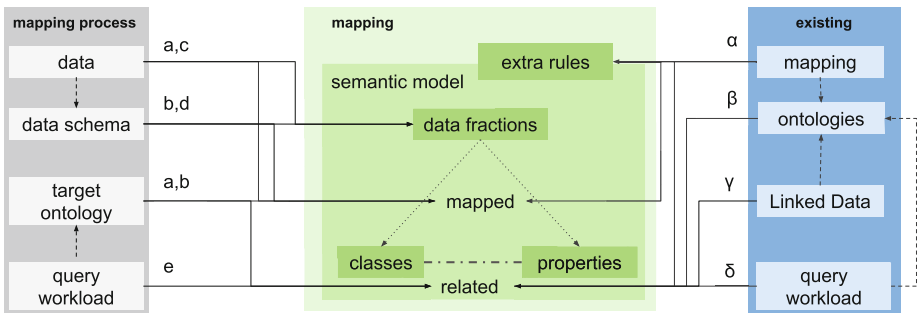 mapping process
data
data schema
target
ontology
query
workload
a,c
b,d
a,b
e
mapping
extra rules
semantic model
data fractions
mapped
classes
properties
related
α
β
γ
δ
existing
mapping
ontologies
Linked Data
query
workload